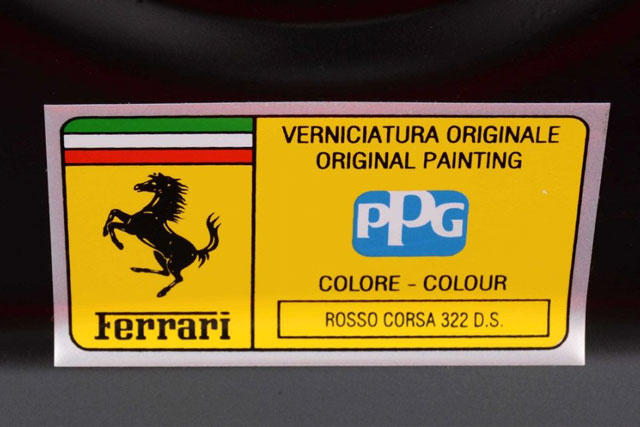 VERNICIATURA ORIGINALE
ORIGINAL PAINTING
PPG
COLORE - COLOUR
ROSSO CORSA 322 D.S.
Ferrari